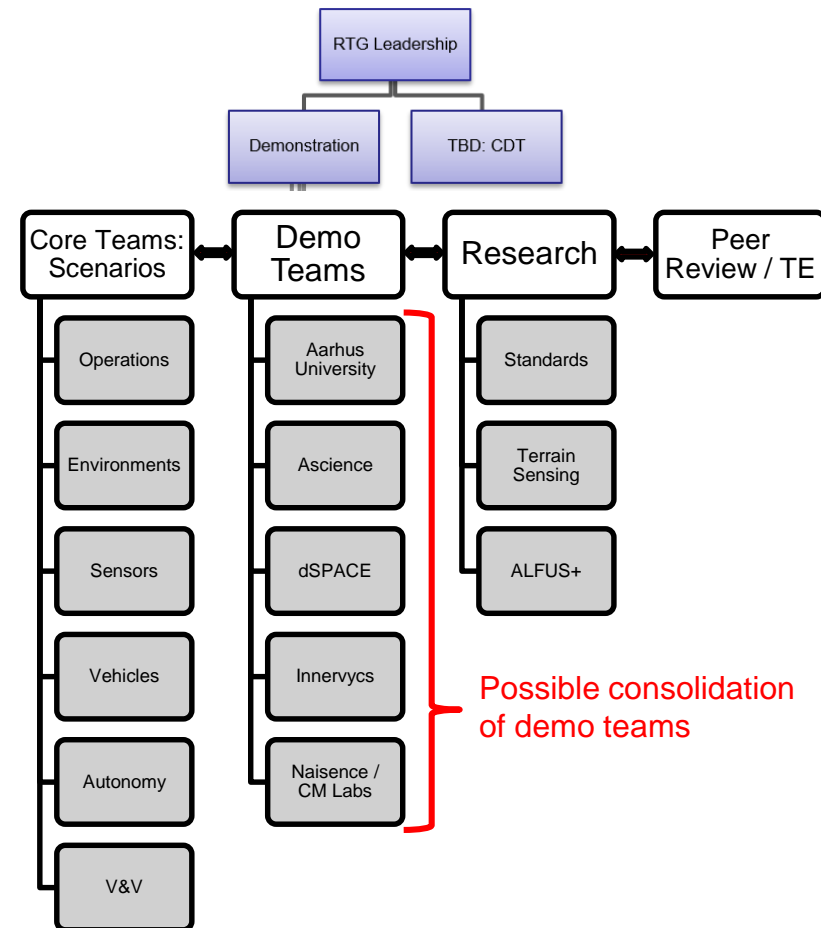 RTG Leadership
Demonstration
TBD: CDT
Core Teams:
Scenarios
Demo
Teams
Research
Peer
Review / TE
Operations
Environments
Sensors
Vehicles
Autonomy
V&V
Aarhus
University
Ascience
dSPACE
Innervycs
Naisence /
CM Labs
Standards
Terrain
Sensing
ALFUS+
Possible consolidation
of demo teams